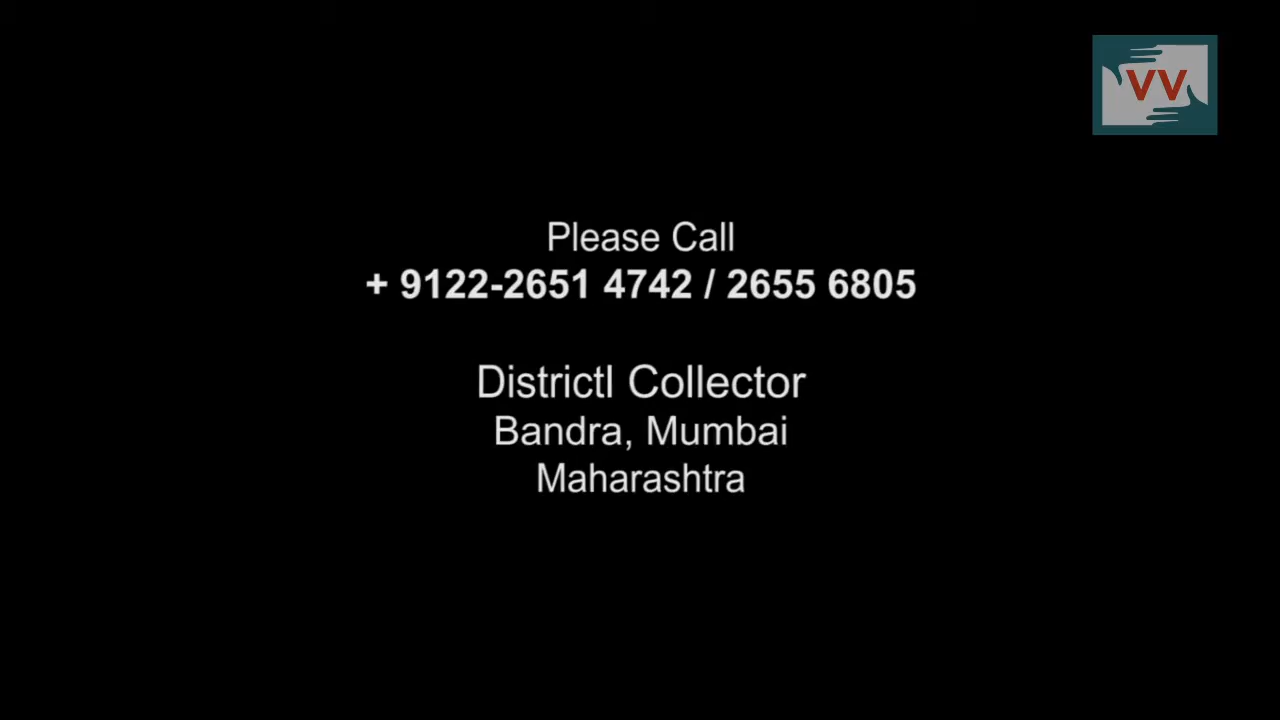 VV
Please Call
+ 9122-2651 4742 / 2655 6805
Districtl Collector
Bandra, Mumbai
Maharashtra